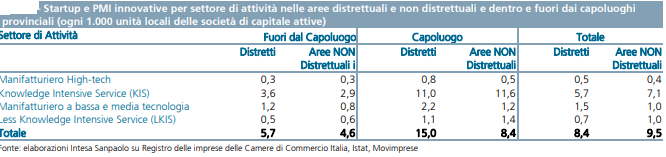 Startup e PMI innovative per settore di attività nelle aree distrettuali e non distrettuali e dentro e fuori dai capoluoghi
provinciali (ogni 1.000 unità locali delle società di capitale attive)
Settore di Attività Fuori dal Capoluogo Capoluogo Totale
Distretti Aree NON Distrettuali i Distretti Aree NON Distrettuali Distretti Aree NON Distrettuali
Manifatturiero High-tech 0,3 0,3 0,8 0,5 0,5 0,4
Knowledge Intensive Service (KIS) 3,6 2,9 11,0 11,6 5,7 7,1
Manifatturiero a bassa e media tecnologia 1,2 0,8 2,2 1,2 1,5 1,0
Less Knowledge Intensive Service (LKIS) 0,5 0,6 1,1 1,4 0,7 1,0
Totale 5,7 4,6 15,0 8,4 8,4 9,5
Fonte: elaborazioni Intesa Sanpaolo su Registro delle imprese delle Camere di Commercio Italia, Istat, Movimprese